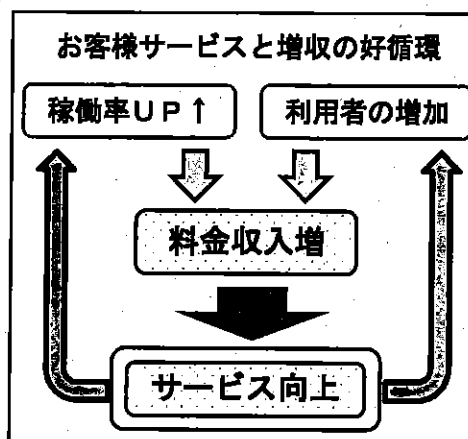 お客様サービスと増収の好循環
稼働率ＵＰ↑
利用者の増加
料金収入増
サービス向上